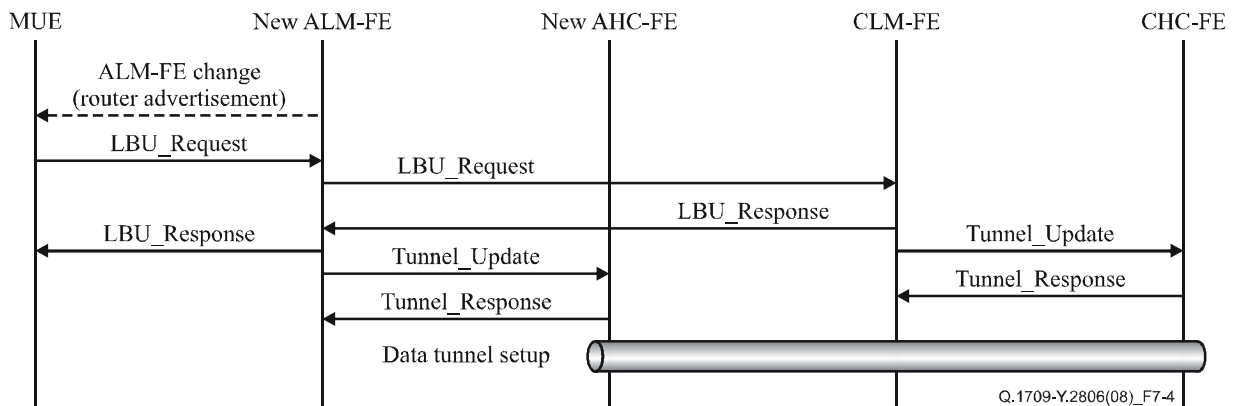 MUE
New ALM-FE
New AHC-FE
CLM-FE
CHC-FE
ALM-FE change
(router advertisement)
LBU_Request
LBU_Request
LBU_Response
LBU_Response
Tunnel_Update
Tunnel_Update
Tunnel_Response
Tunnel_Response
Data tunnel setup
Q.1709-Y.2806(08)_F7-4